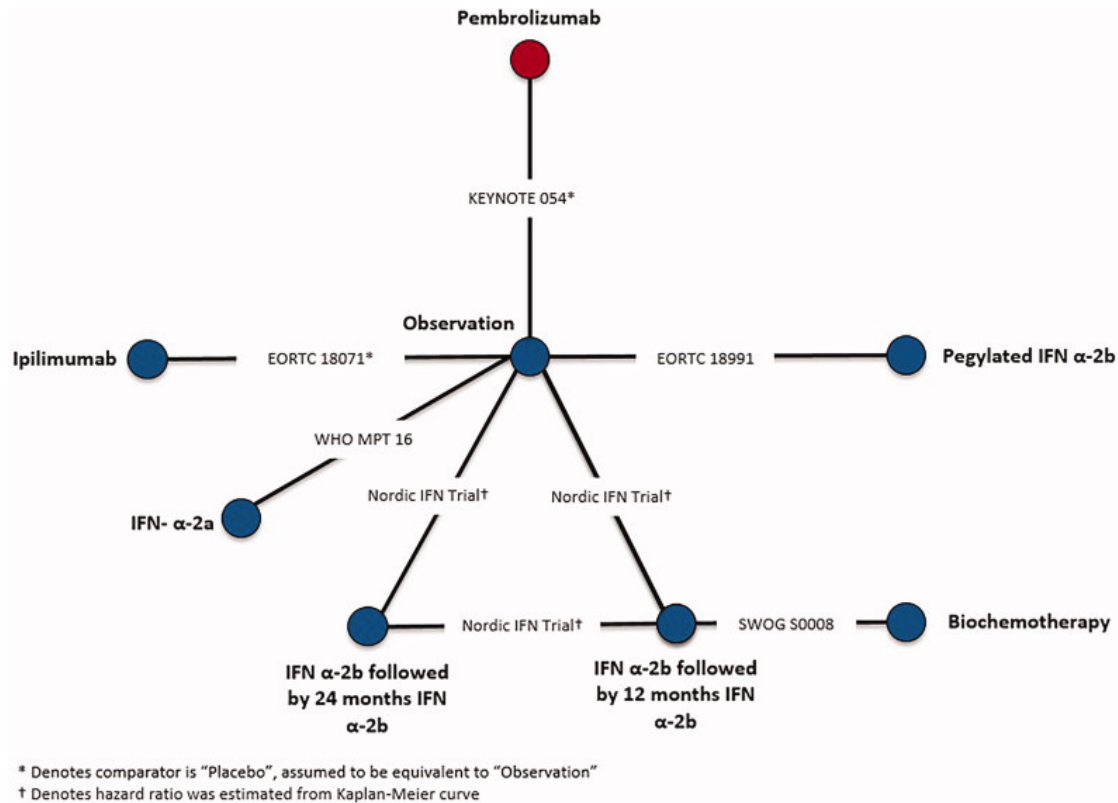 Pembrolizumab
KEYNOTE 054*
Observation
Ipilimumab
EORTC 18071*
EORTC 18991
Pegylated IFN α-2b
WHO MPT 16
Nordic IFN Trial†
Nordic IFN Trial†
IFN- α-2a
Nordic IFN Trial†
SWOG S0008
Biochemotherapy
IFN α-2b followed
by 24 months IFN
α-2b
IFN α-2b followed
by 12 months IFN
α-2b
* Denotes comparator is “Placebo”, assumed to be equivalent to “Observation”
† Denotes hazard ratio was estimated from Kaplan-Meier curve